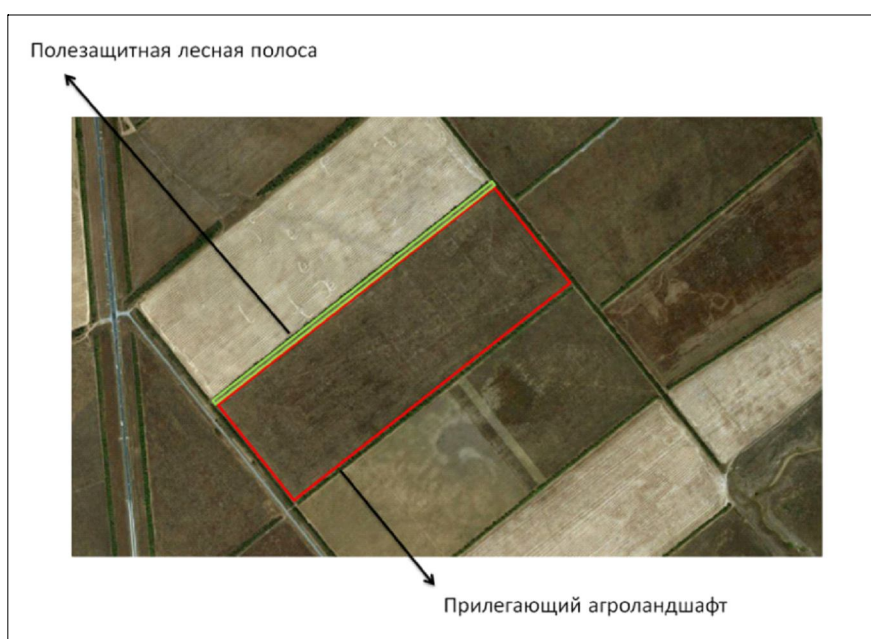 Полезащитная лесная полоса
Прилегающий агроландшафт